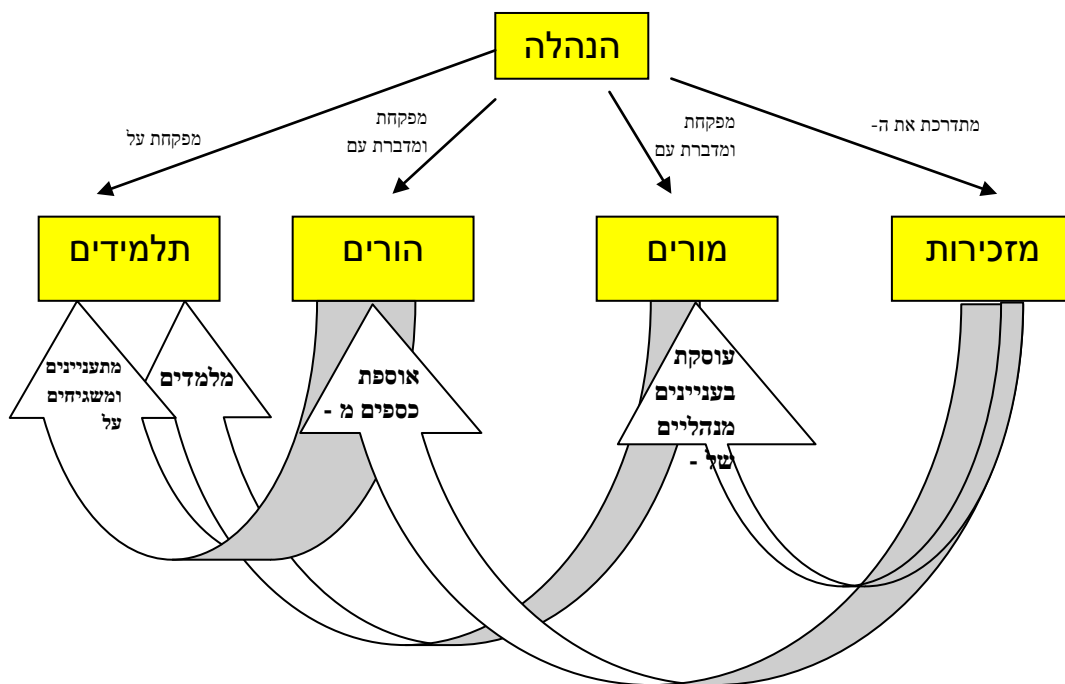 הנהלה
מתדרכת את ה-
מפקחת
ומדברת עם
מפקחת
ומדברת עם
מפקחת על
מזכירות
מורים
הורים
תלמידים
עוסקת
בעניינים
מנהליים
של -
אוספת
כספים מ -
מלמדים
מתעניינים
ומשגיחים
על